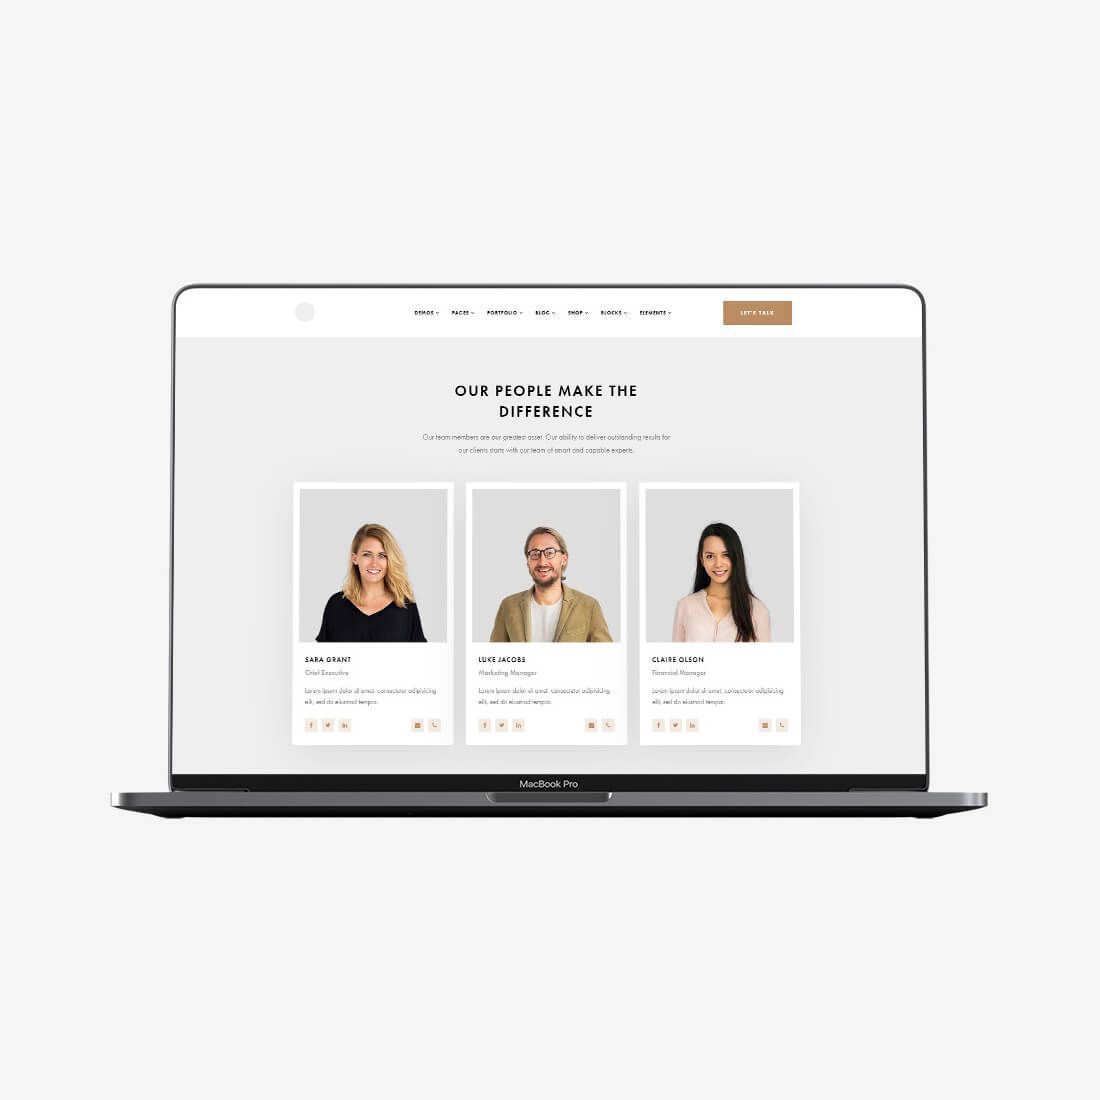 DEMOS PAGES PORTFOLIO BLOG SHOP BLOCKS ELEMENTS LET'S TALK
OUR PEOPLE MAKE THE
DIFFERENCE
Our team members are our greatest asset. Our ability to deliver outstanding results for
our clients starts with our team of smart and capable experts.
SARA GRANT
Chief Executive
Lorem ipsum dolor sit amet, consectetur adipisicing
elit, sed do eiusmod tempor.
LUKE JACOBS
Marketing Manager
Lorem ipsum dolor sit amet, consectetur adipisicing
elit, sed do eiusmod tempor.
CLAIRE OLSON
Financial Manager
Lorem ipsum dolor sit amet, consectetur adipisicing
elit, sed do eiusmod tempor.
MacBook Pro